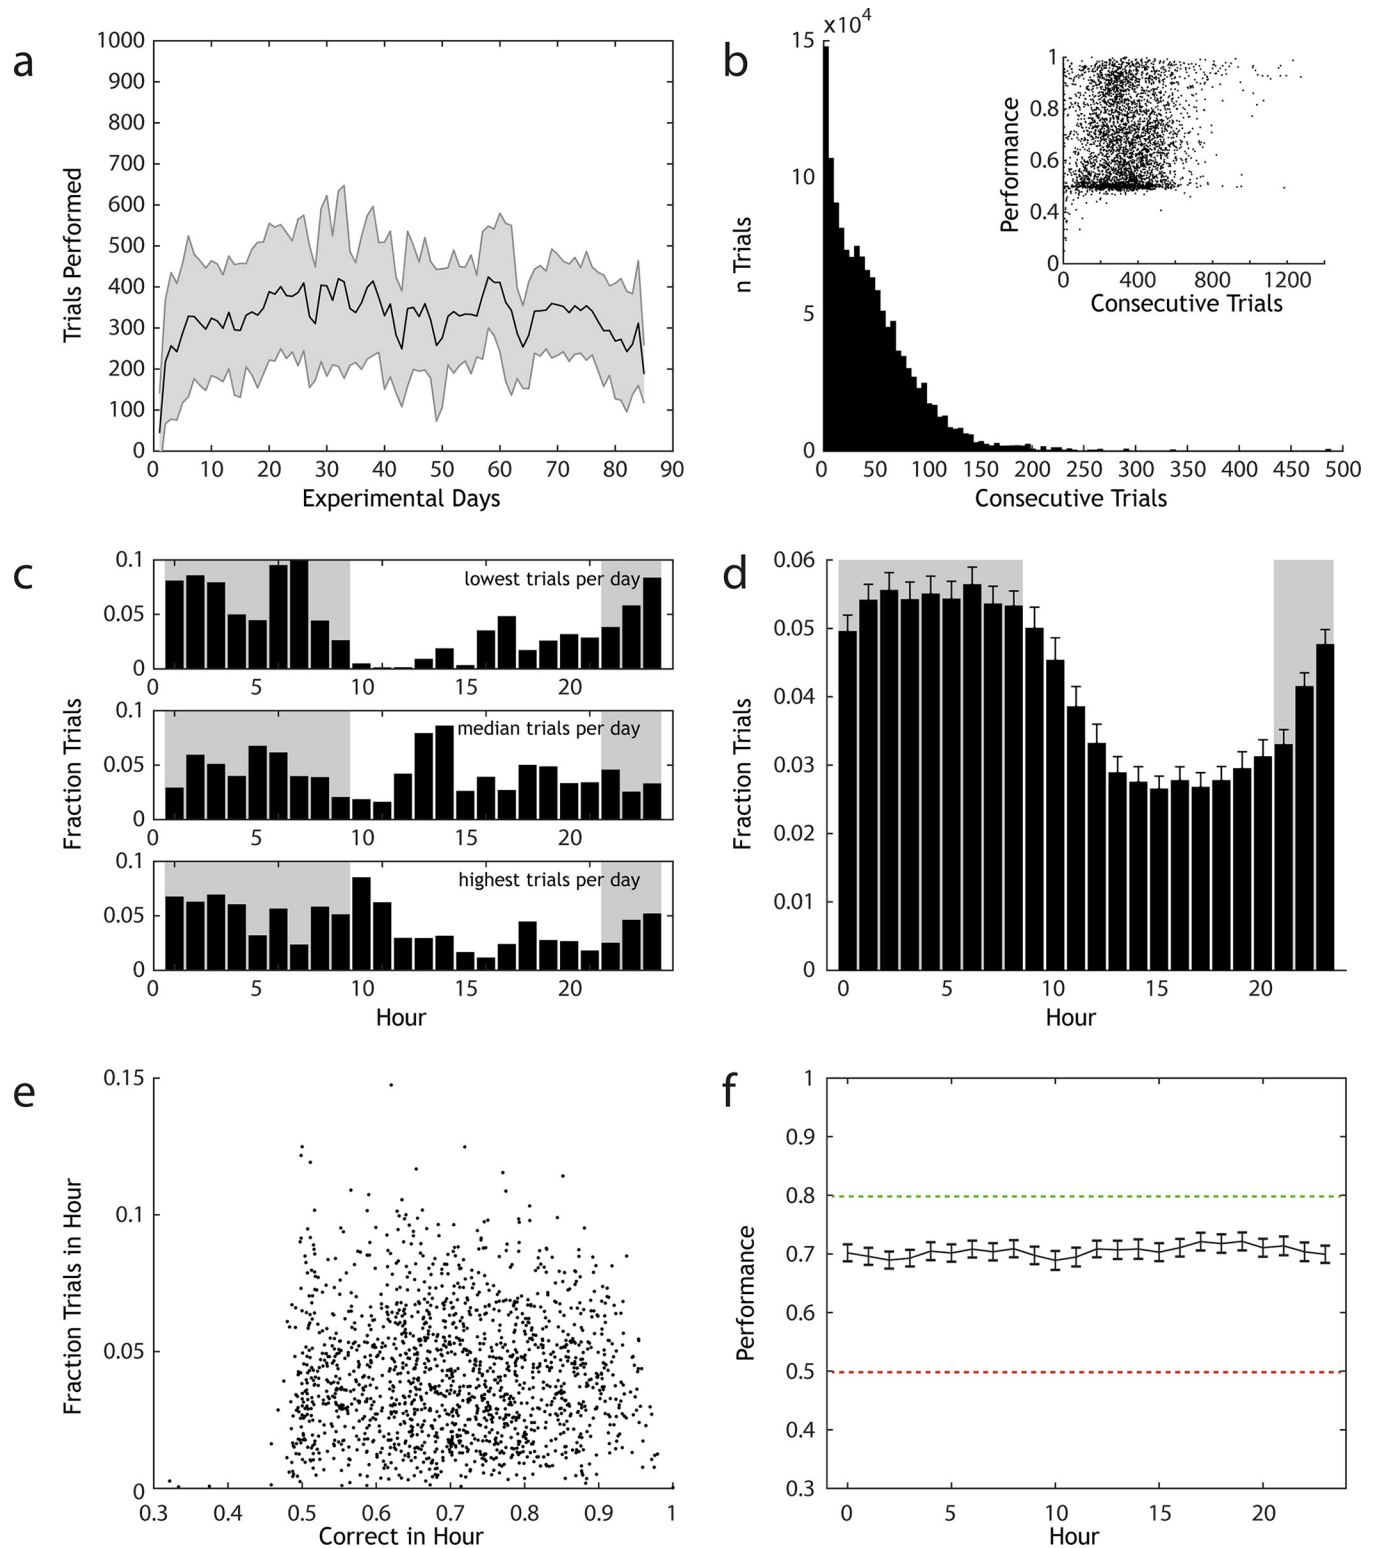 a
1000
900
800
700
600
500
400
300
200
100
0
Trials Performed
0 10 20 30 40 50 60 70 80 90
Experimental Days
b
x10⁴
15
10
5
0
n Trials
0 50 100 150 200 250 300 350 400 450 500
Consecutive Trials
1
0.8
0.6
0.4
0
Performance
0 400 800 1200
Consecutive Trials
c
Fraction Trials
0.1
0.05
0
lowest trials per day
0 5 10 15 20
0.1
0.05
0
median trials per day
0 5 10 15 20
0.1
0.05
0
highest trials per day
0 5 10 15 20
Hour
d
0.06
0.05
0.04
0.03
0.02
0.01
0
Fraction Trials
0 5 10 15 20
Hour
e
0.15
0.1
0.05
0
Fraction Trials in Hour
0.3 0.4 0.5 0.6 0.7 0.8 0.9 1
Correct in Hour
f
1
0.9
0.8
0.7
0.6
0.5
0.4
0.3
Performance
0 5 10 15 20
Hour